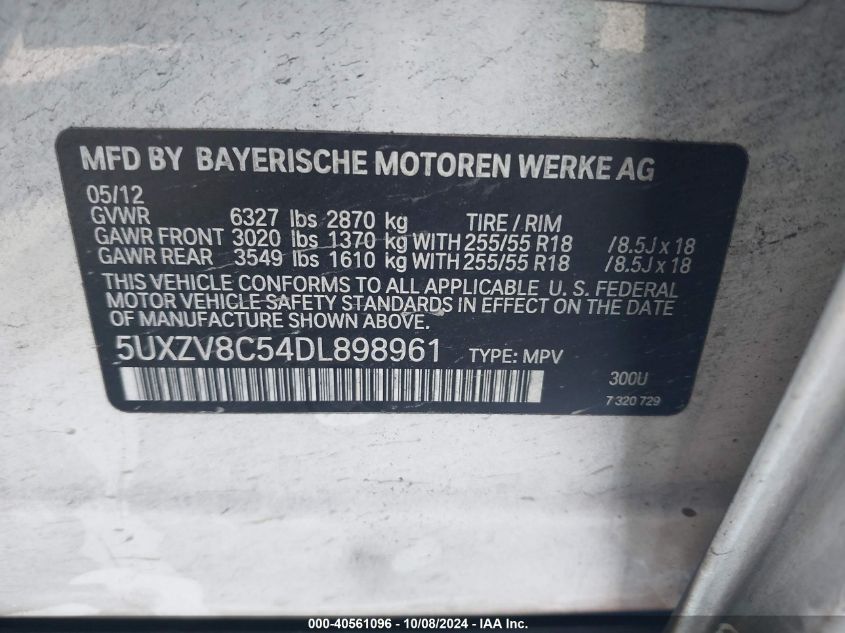 MFD BY BAYERISCHE MOTOREN WERKE AG
05/12
GVWR 6327 lbs 2870 kg TIRE / RIM
GAWR FRONT 3020 lbs 1370 kg WITH 255/55 R18 /8.5J x 18
GAWR REAR 3549 lbs 1610 kg WITH 255/55 R18 /8.5J x 18
THIS VEHICLE CONFORMS TO ALL APPLICABLE U. S. FEDERAL
MOTOR VEHICLE SAFETY STANDARDS IN EFFECT ON THE DATE
OF MANUFACTURE SHOWN ABOVE.
5UXZV8C54DL898961 TYPE: MPV
300U
7 320 729
000-40561096 - 10/08/2024 - IAA Inc.